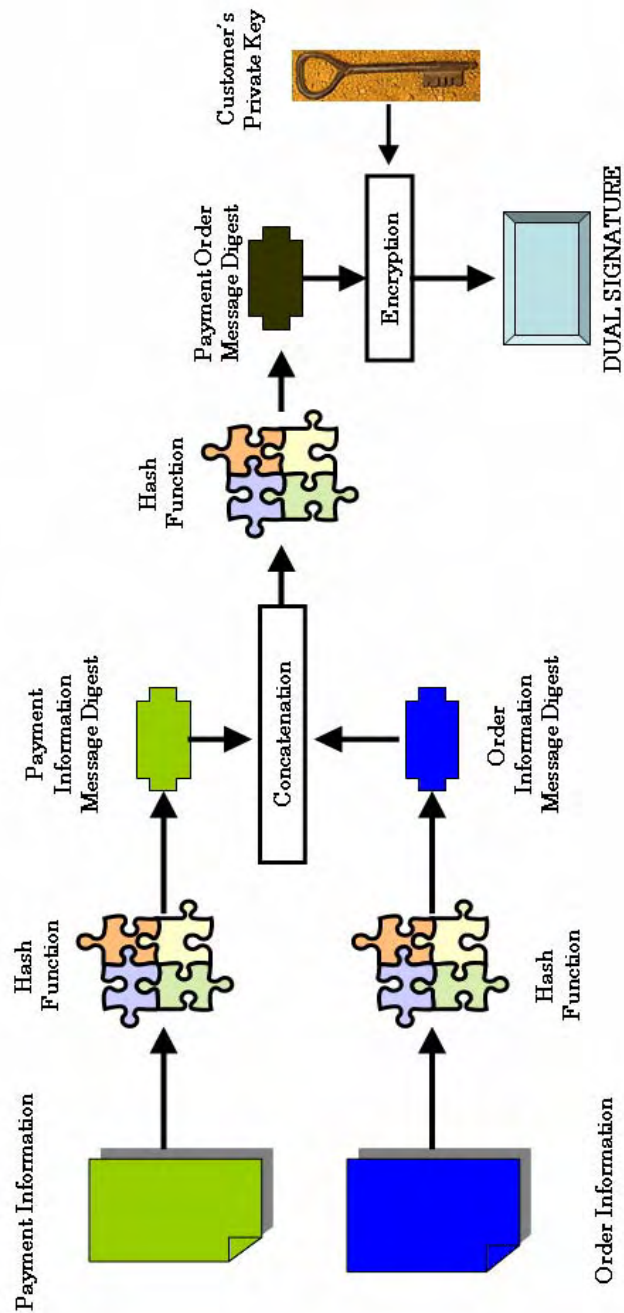 Payment Information
Hash
Function
Payment
Information
Message Digest
Concatenation
Hash
Function
Payment Order
Message Digest
Customer's
Private Key
Encryption
DUAL SIGNATURE
Order Information
Hash
Function
Order
Information
Message Digest